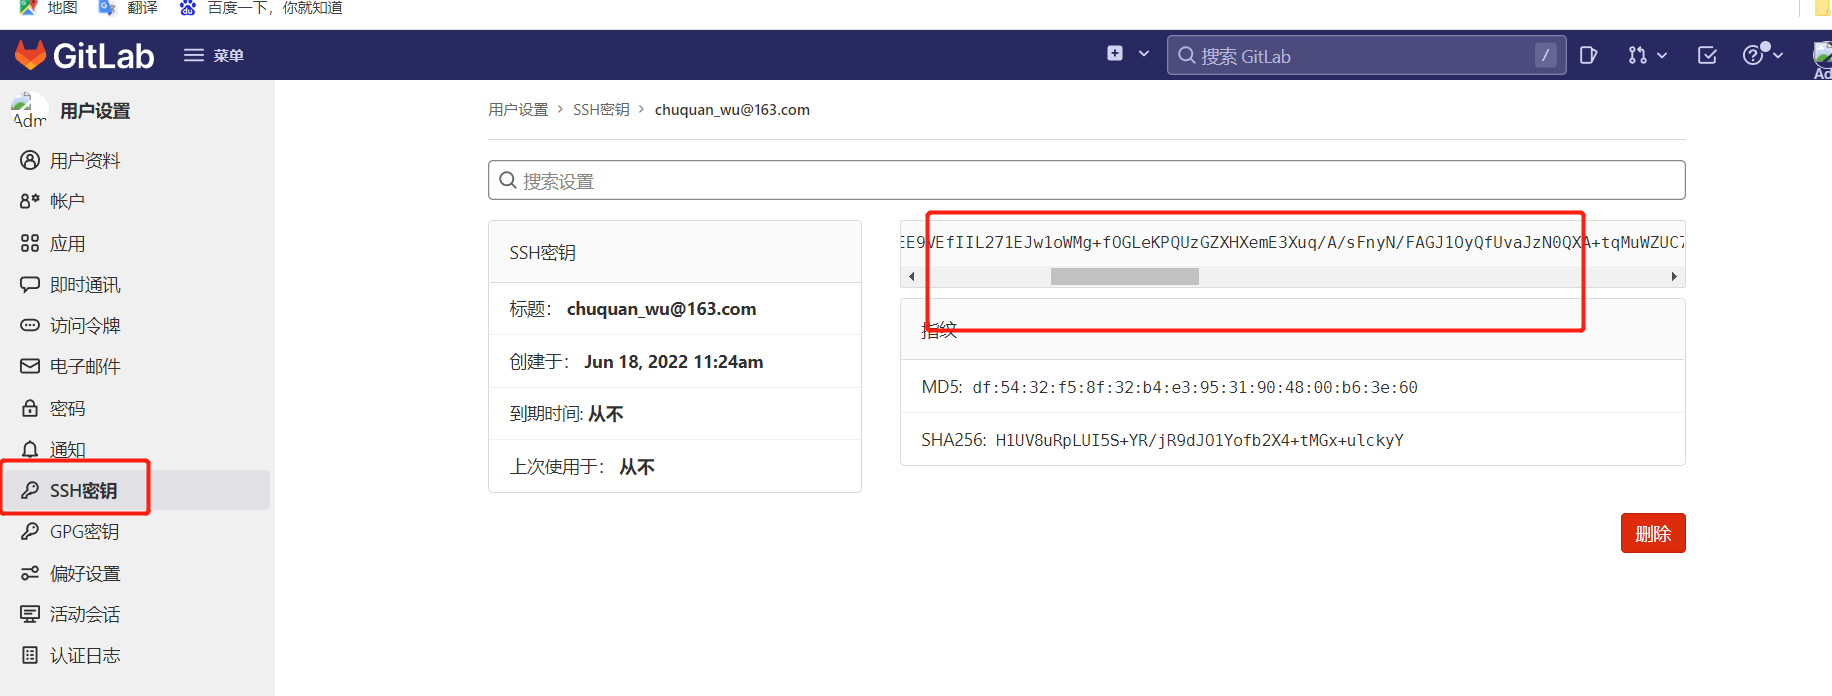 地图 翻译 百度一下，你就知道
GitLab 菜单 搜索 GitLab /
Ad
Adm 用户设置
用户资料
帐户
应用
即时通讯
访问令牌
电子邮件
密码
通知
SSH密钥
GPG密钥
偏好设置
活动会话
认证日志
用户设置 › SSH密钥 › chuquan_wu@163.com
搜索设置
SSH密钥
标题： chuquan_wu@163.com
创建于： Jun 18, 2022 11:24am
到期时间: 从不
上次使用于： 从不
EE9VEfIIL271EJw1oWMg+fOGLeKPQUzGZXHXemE3Xuq/A/sFnyN/FAGJ1OyQfUvaJzN0QXA+tqMuWZUC7
指纹
MD5: df:54:32:f5:8f:32:b4:e3:95:31:90:48:00:b6:3e:60
SHA256: H1UV8uRpLUI5S+YR/jR9dJO1Yofb2X4+tMGx+ulckyY
删除